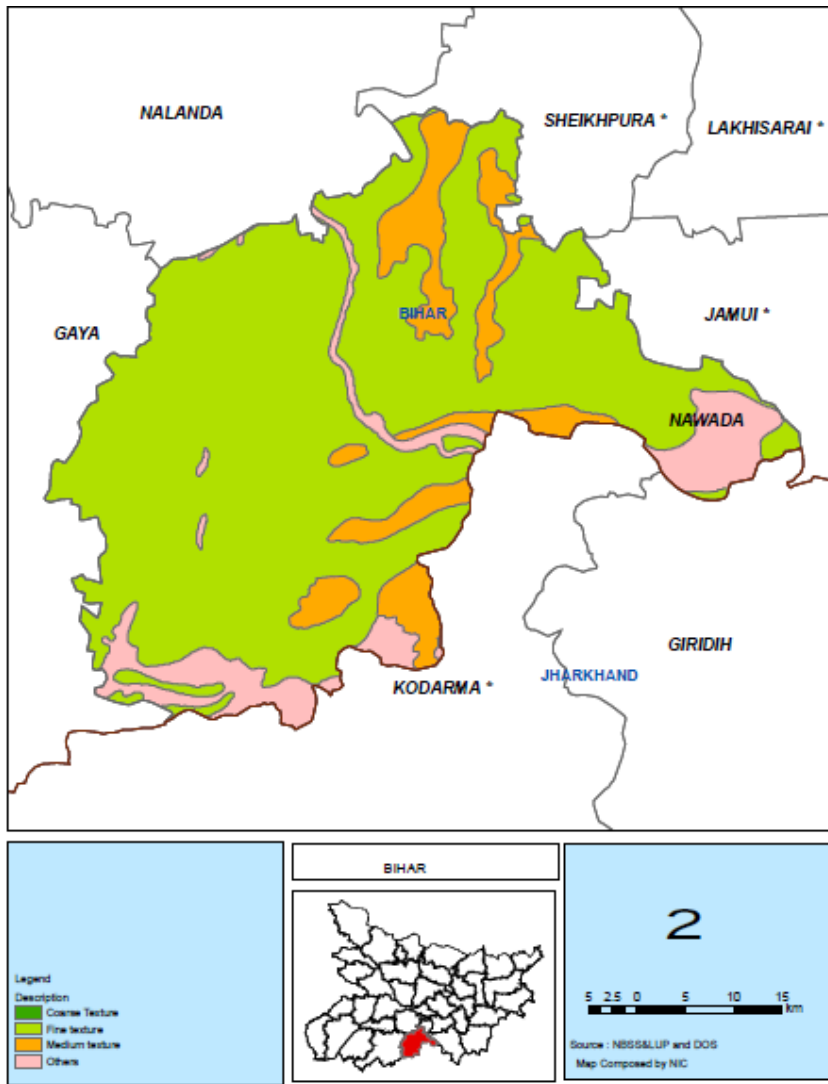 NALANDA
SHEIKHPURA *
LAKHISARAI *
GAYA
BIHAR
JAMUI *
NAWADA
GIRIDIH
JHARKHAND
KODARMA *
BIHAR
2
Legend
Description
Coarse Texture
Fine texture
Medium texture
Others
5 2.5 0 5 10 15
km
Source : NBSS&LUP and DOS
Map Composed by NIC